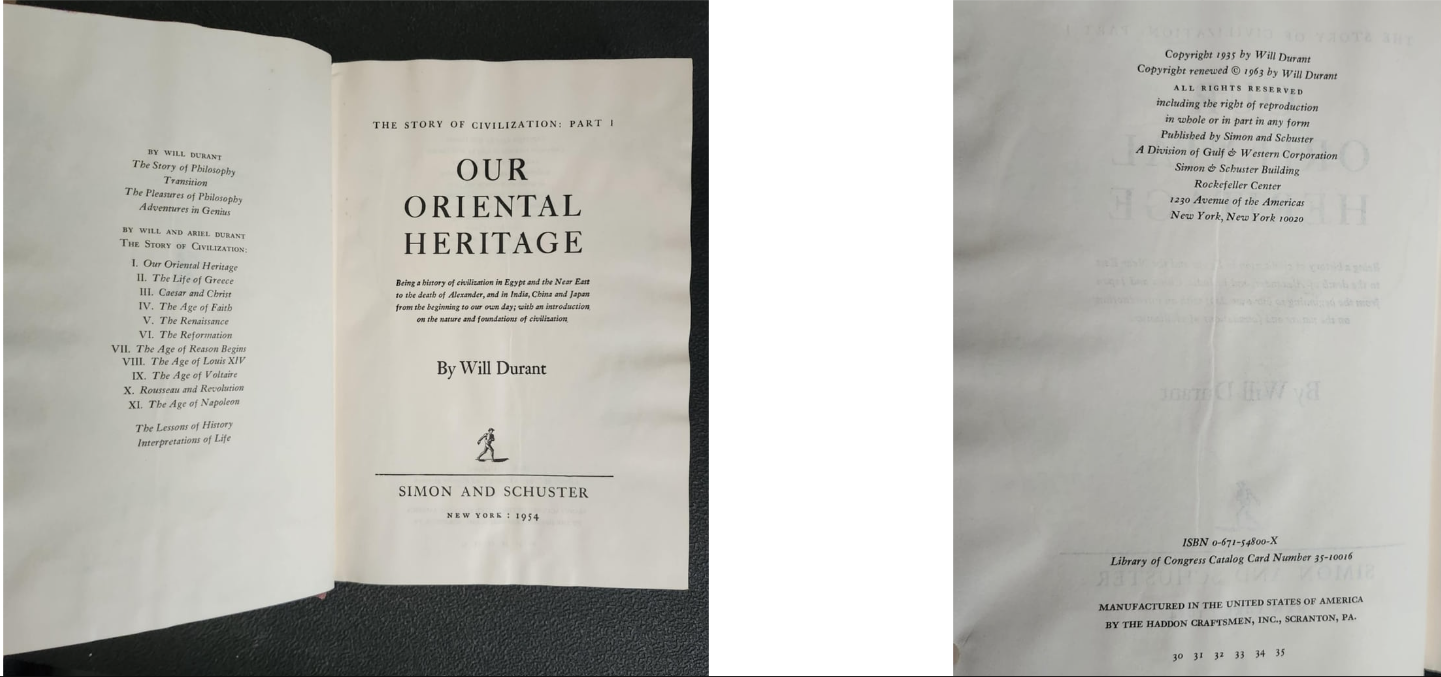 BY WILL DURANT
The Story of Philosophy
Transition
The Pleasures of Philosophy
Adventures in Genius
BY WILL AND ARIEL DURANT
THE STORY OF CIVILIZATION:
I. Our Oriental Heritage
II. The Life of Greece
III. Caesar and Christ
IV. The Age of Faith
V. The Renaissance
VI. The Reformation
VII. The Age of Reason Begins
VIII. The Age of Louis XIV
IX. The Age of Voltaire
X. Rousseau and Revolution
XI. The Age of Napoleon
The Lessons of History
Interpretations of Life
THE STORY OF CIVILIZATION: PART I
OUR
ORIENTAL
HERITAGE
Being a history of civilization in Egypt and the Near East
to the death of Alexander, and in India, China and Japan
from the beginning to our own day; with an introduction
on the nature and foundations of civilization
By Will Durant
SIMON AND SCHUSTER
NEW YORK : 1954
Copyright 1935 by Will Durant
Copyright renewed © 1963 by Will Durant
ALL RIGHTS RESERVED
including the right of reproduction
in whole or in part in any form
Published by Simon and Schuster
A Division of Gulf & Western Corporation
Simon & Schuster Building
Rockefeller Center
1230 Avenue of the Americas
New York, New York 10020
ISBN 0-671-54800-X
Library of Congress Catalog Card Number 35-10016
MANUFACTURED IN THE UNITED STATES OF AMERICA
BY THE HADDON CRAFTSMEN, INC., SCRANTON, PA.
30 31 32 33 34 35